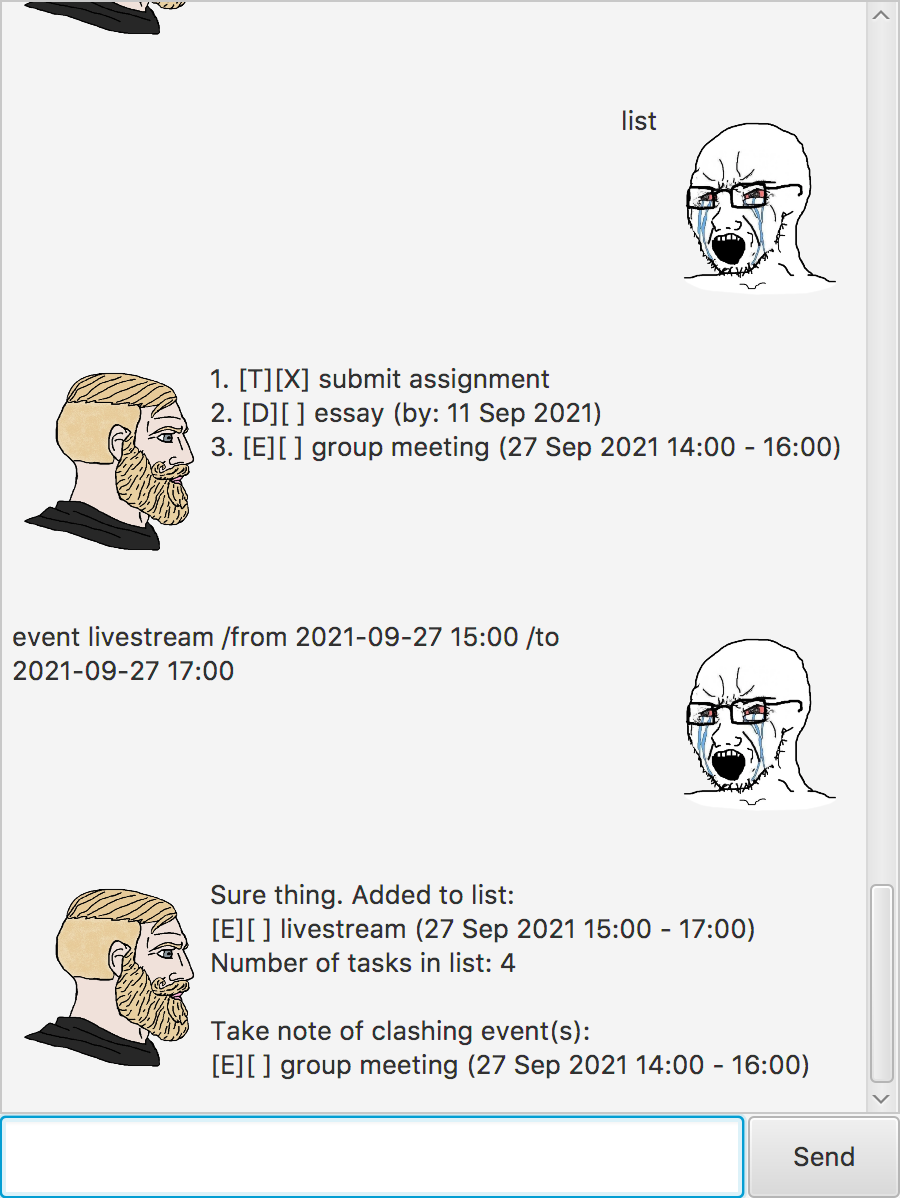 list
1. [T][X] submit assignment
2. [D][ ] essay (by: 11 Sep 2021)
3. [E][ ] group meeting (27 Sep 2021 14:00 - 16:00)
event livestream /from 2021-09-27 15:00 /to
2021-09-27 17:00
Sure thing. Added to list:
[E][ ] livestream (27 Sep 2021 15:00 - 17:00)
Number of tasks in list: 4
Take note of clashing event(s):
[E][ ] group meeting (27 Sep 2021 14:00 - 16:00)
Send